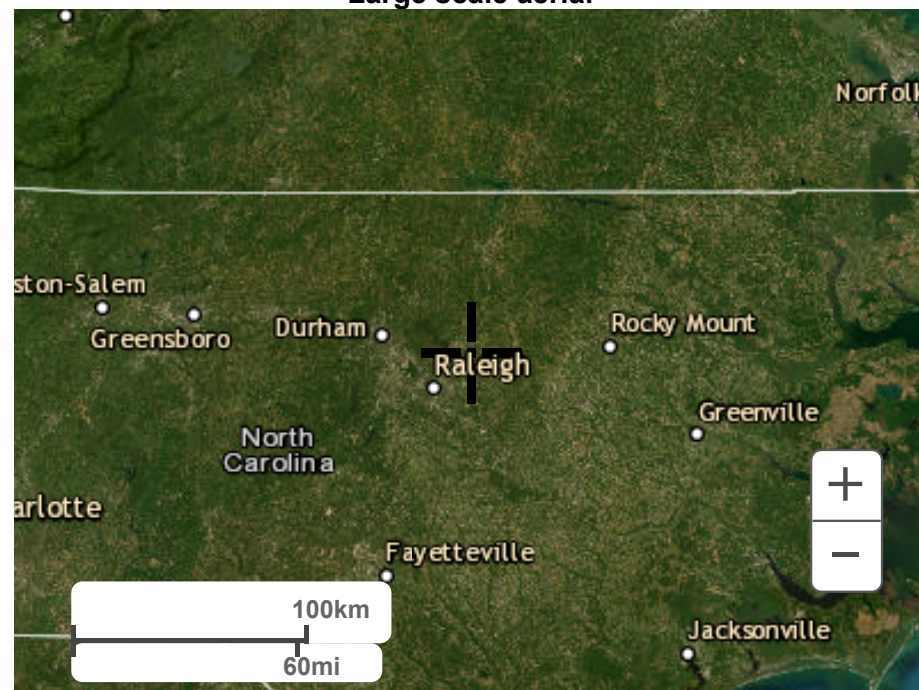 Large scale aerial
Norfolk
ston-Salem
Greensboro
Durham
Rocky Mount
Raleigh
Greenville
North
Carolina
arlotte
Fayetteville
+
−
100km
60mi
Jacksonville